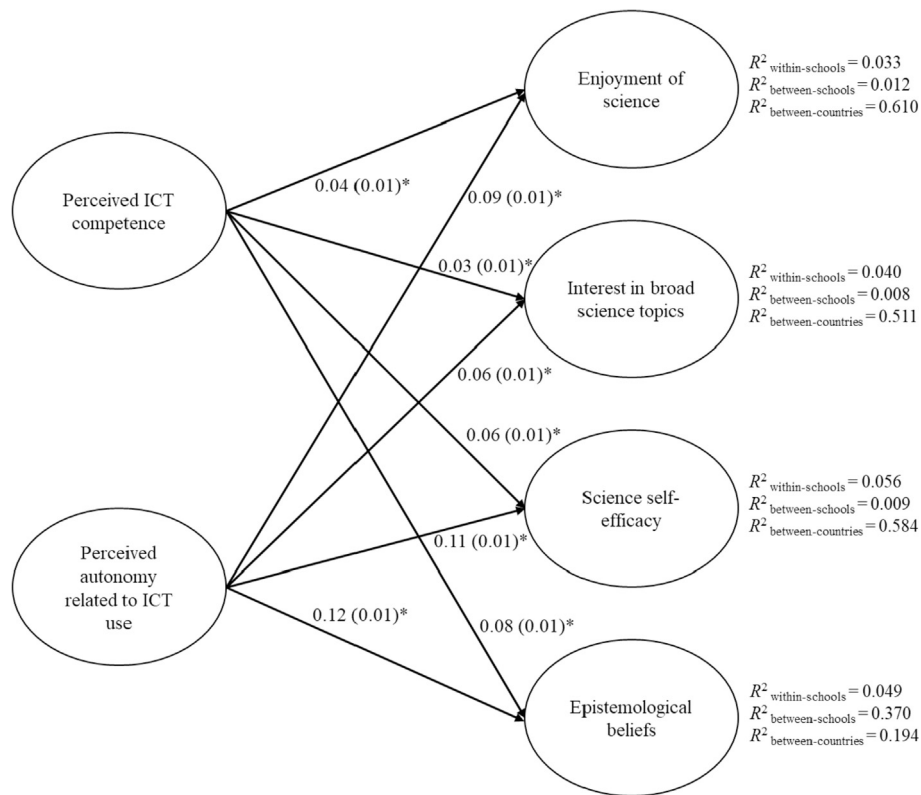 Enjoyment of
science
R² within-schools = 0.033
R² between-schools = 0.012
R² between-countries = 0.610
Perceived ICT
competence
0.04 (0.01)*
0.09 (0.01)*
0.03 (0.01)*
Interest in broad
science topics
R² within-schools = 0.040
R² between-schools = 0.008
R² between-countries = 0.511
0.06 (0.01)*
0.06 (0.01)*
Science self-
efficacy
R² within-schools = 0.056
R² between-schools = 0.009
R² between-countries = 0.584
0.11 (0.01)*
Perceived
autonomy
related to ICT
use
0.12 (0.01)*
0.08 (0.01)*
Epistemological
beliefs
R² within-schools = 0.049
R² between-schools = 0.370
R² between-countries = 0.194